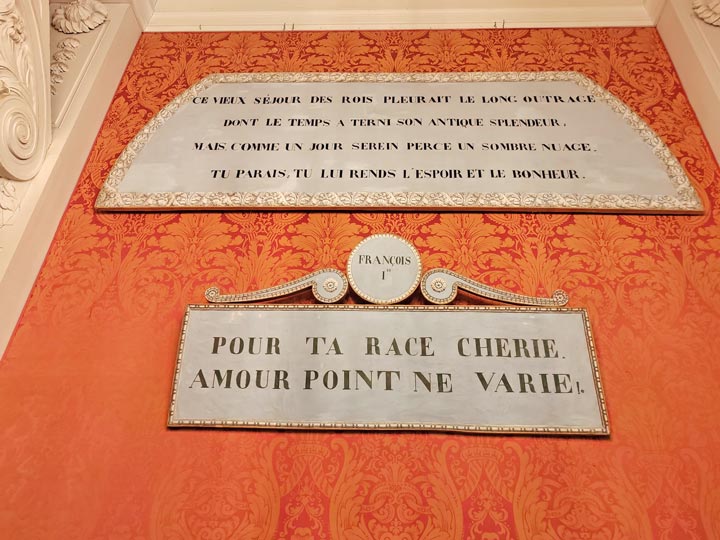 CE VIEUX SÉJOUR DES ROIS PLEURAIT LE LONG OUTRAGE
DONT LE TEMPS A TERNI SON ANTIQUE SPLENDEUR.
MAIS COMME UN JOUR SEREIN PERCE UN SOMBRE NUAGE.
TU PARAIS, TU LUI RENDS L'ESPOIR ET LE BONHEUR.
FRANÇOIS
Iᵉʳ
POUR TA RACE CHERIE.
AMOUR POINT NE VARIE!.